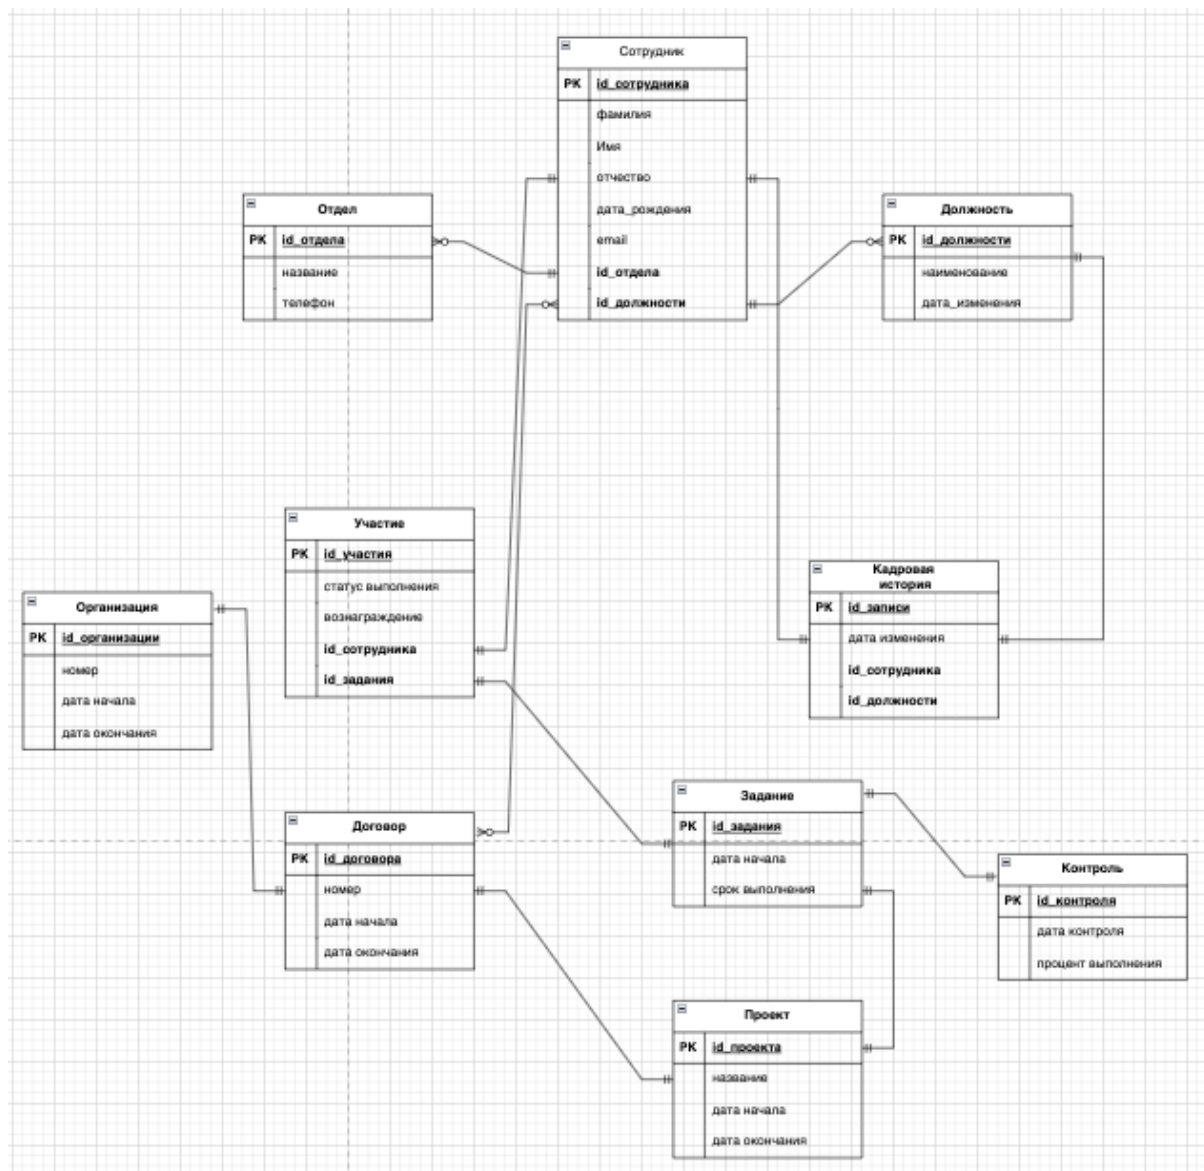 Сотрудник
PK id_сотрудника
фамилия
Имя
отчество
дата_рождения
email
id_отдела
id_должности
Отдел
PK id_отдела
название
телефон
Должность
PK id_должности
наименование
дата_изменения
Участие
PK id_участия
статус выполнения
вознаграждение
id_сотрудника
id_задания
Кадровая
история
PK id_записи
дата изменения
id_сотрудника
id_должности
Организация
PK id_организации
номер
дата начала
дата окончания
Договор
PK id_договора
номер
дата начала
дата окончания
Задание
PK id_задания
дата начала
срок выполнения
Контроль
PK id_контроля
дата контроля
процент выполнения
Проект
PK id_проекта
название
дата начала
дата окончания